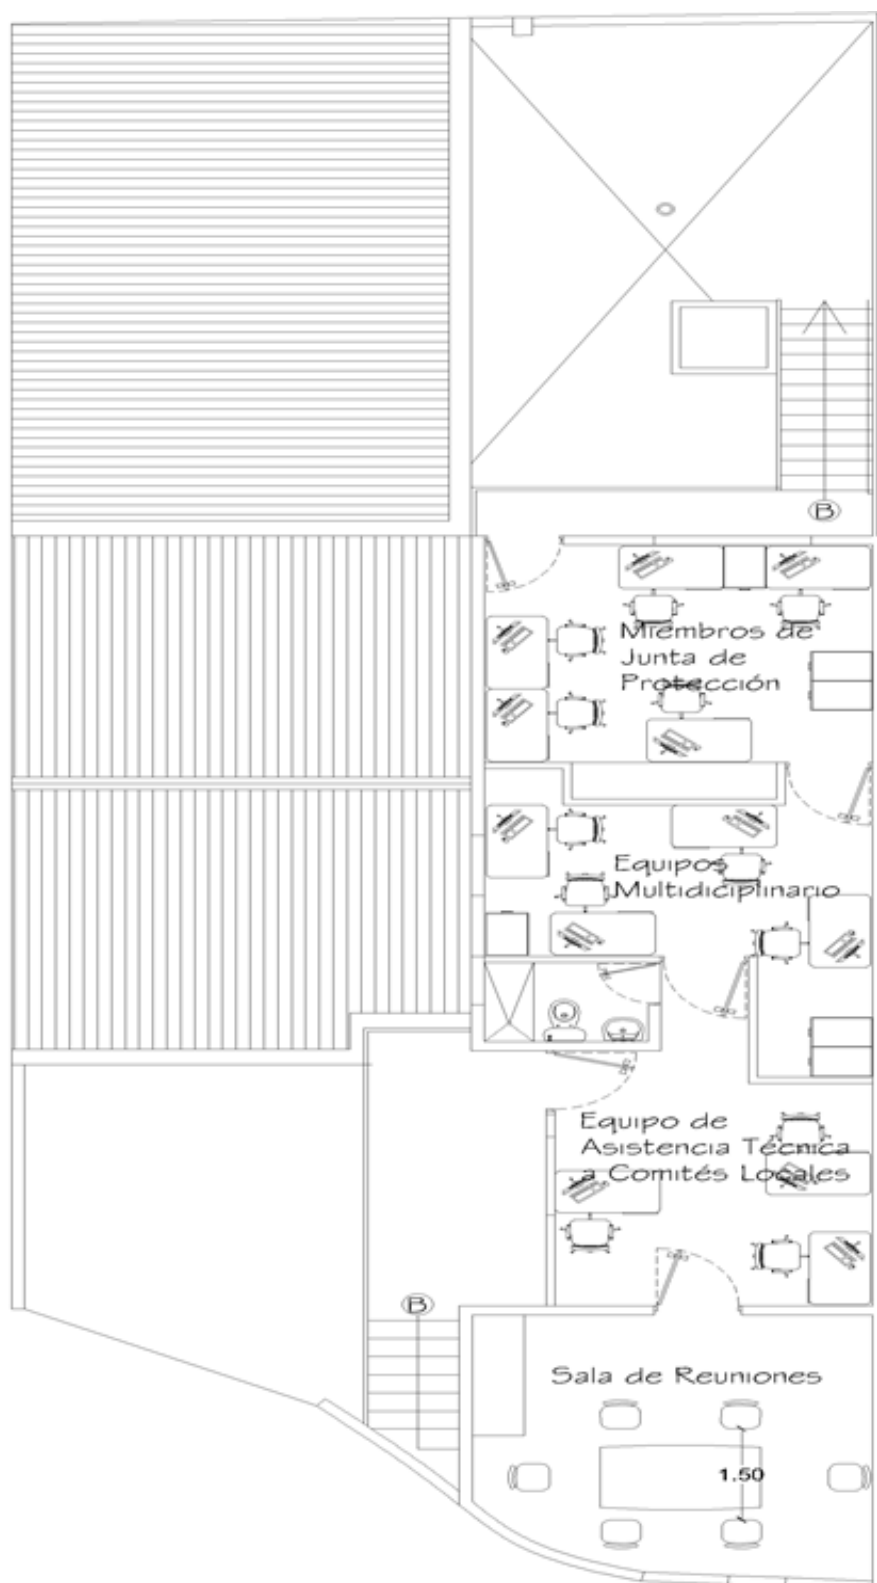 B
Miembros de
Junta de
Protección
Equipos
Multidiciplinario
Equipo de
Asistencia Técnica
a Comités Locales
B
Sala de Reuniones
1.50